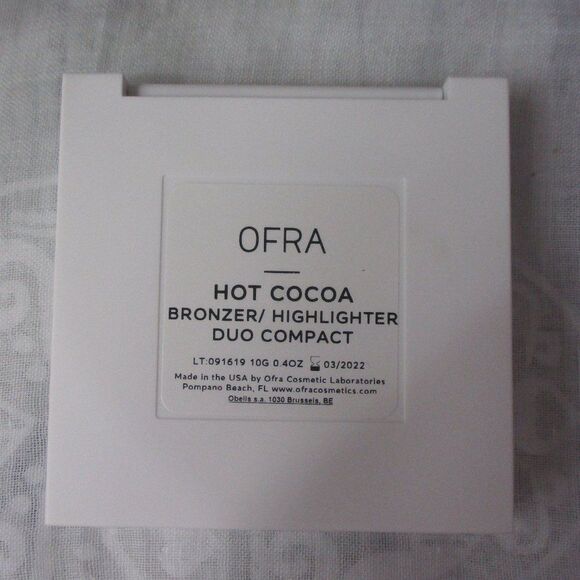 OFRA
HOT COCOA
BRONZER/ HIGHLIGHTER
DUO COMPACT
LT:091619 10G 0.4OZ 03/2022
Made in the USA by Ofra Cosmetic Laboratories
Pompano Beach, FL www.ofracosmetics.com
Obelis s.a. 1030 Brussels, BE